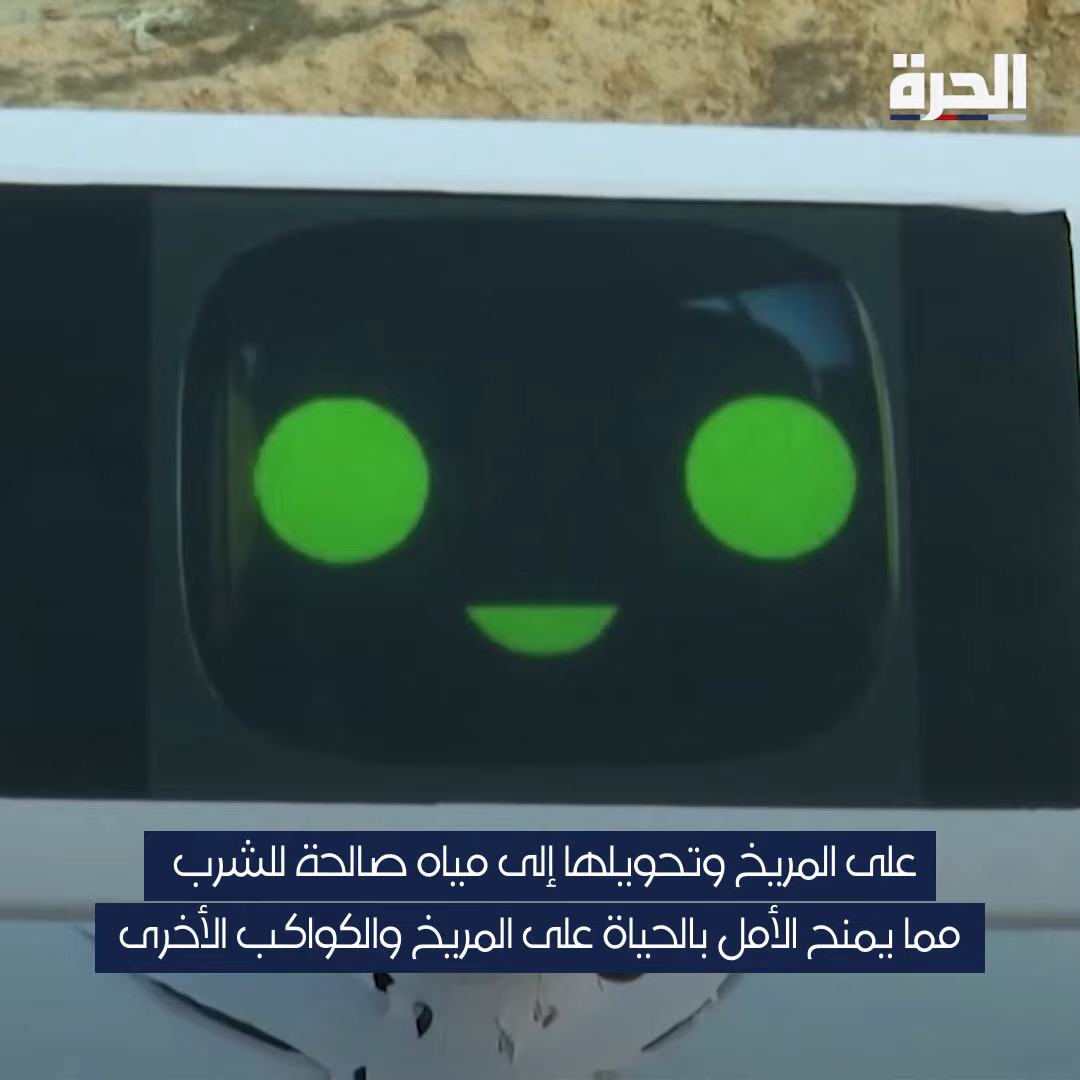 الحرة
على المريخ وتحويلها إلى مياه صالحة للشرب
مما يمنح الأمل بالحياة على المريخ والكواكب الأخرى